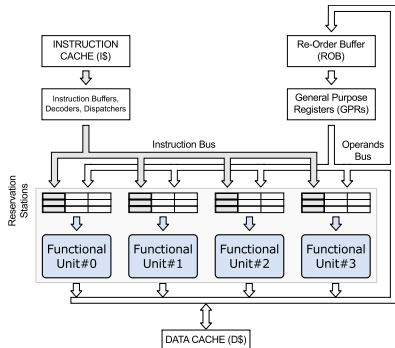 INSTRUCTION
CACHE (I$)
Re-Order Buffer
(ROB)
Instruction Buffers,
Decoders, Dispatchers
General Purpose
Registers (GPRs)
Instruction Bus
Operands
Bus
Reservation
Stations
Functional
Unit#0
Functional
Unit#1
Functional
Unit#2
Functional
Unit#3
DATA CACHE (D$)